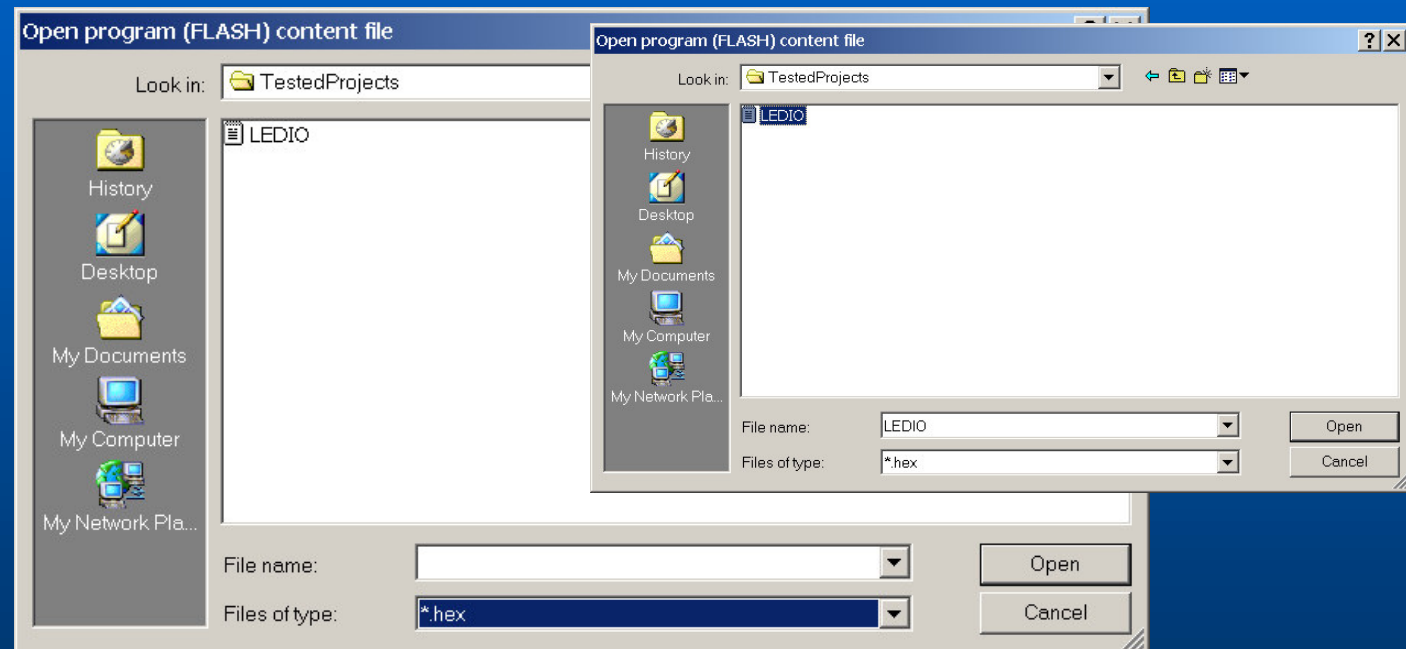 Open program (FLASH) content file
Look in: TestedProjects
LEDIO
History
Desktop
My Documents
My Computer
My Network Pla...
File name:
Open
Files of type: *.hex
Cancel
Open program (FLASH) content file
Look in: TestedProjects
LEDIO
History
Desktop
My Documents
My Computer
My Network Pla...
File name: LEDIO
Open
Files of type: *.hex
Cancel